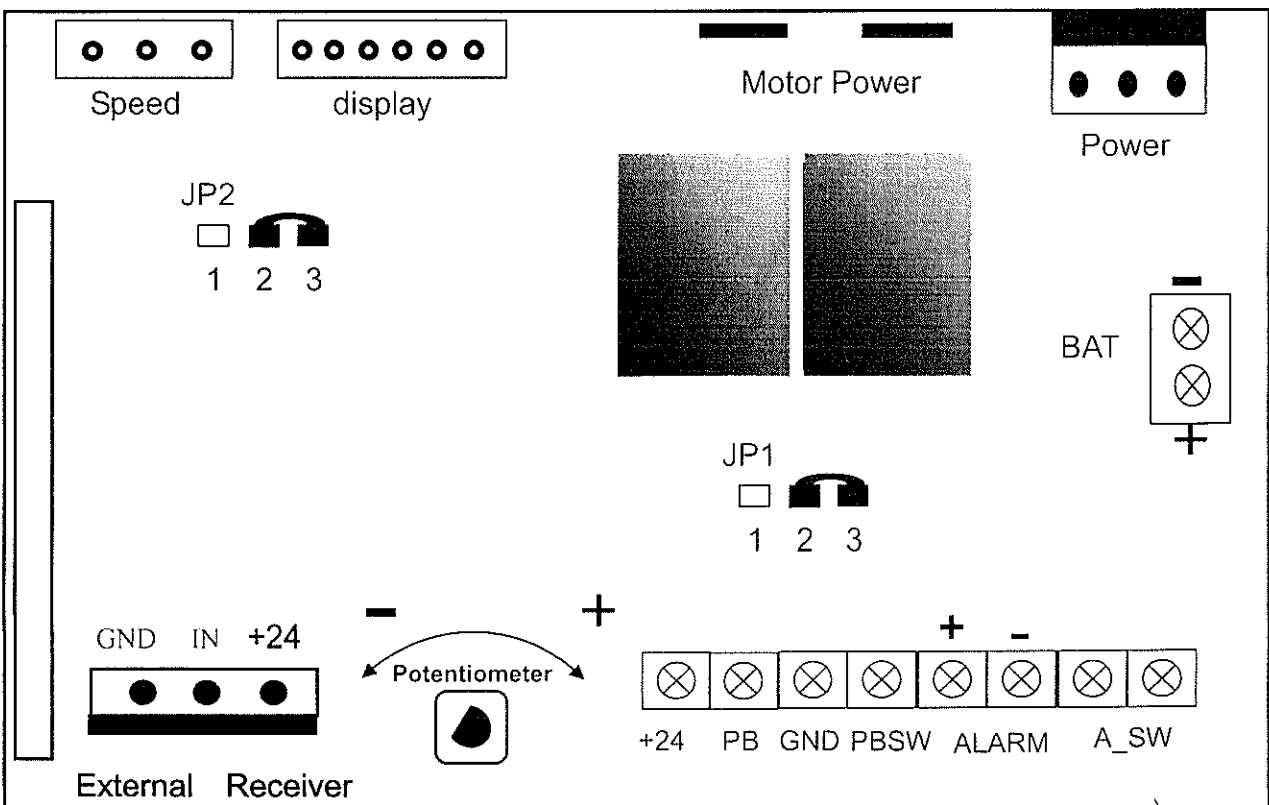 Speed
display
Motor Power
Power
JP2
1 2 3
-
BAT
+
JP1
1 2 3
- +
GND IN +24
Potentiometer
+ -
+24 PB GND PBSW ALARM A_SW
External Receiver